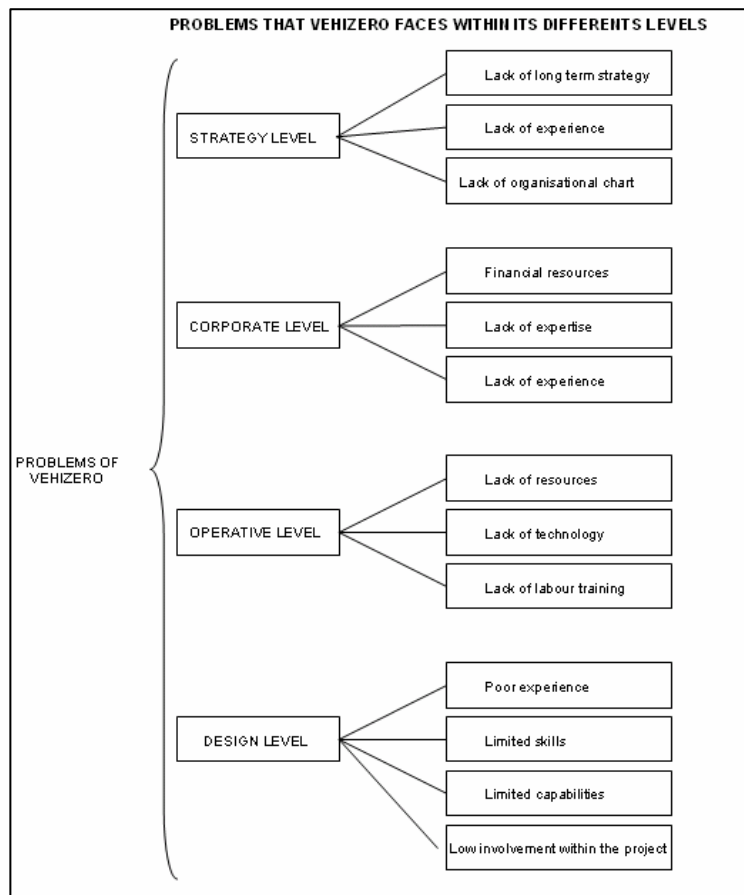 PROBLEMS THAT VEHIZERO FACES WITHIN ITS DIFFERENTS LEVELS
PROBLEMS OF
VEHIZERO
STRATEGY LEVEL
Lack of long term strategy
Lack of experience
Lack of organisational chart
CORPORATE LEVEL
Financial resources
Lack of expertise
Lack of experience
OPERATIVE LEVEL
Lack of resources
Lack of technology
Lack of labour training
DESIGN LEVEL
Poor experience
Limited skills
Limited capabilities
Low involvement within the project